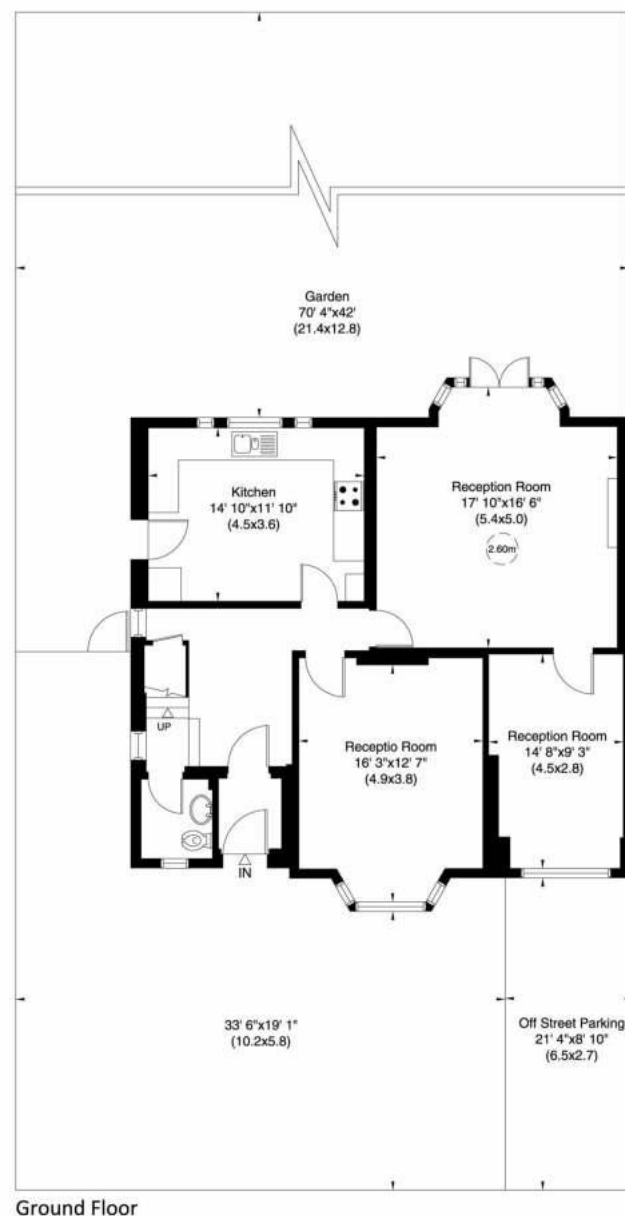 Garden
70' 4"x42'
(21.4x12.8)
Kitchen
14' 10"x11' 10"
(4.5x3.6)
Reception Room
17' 10"x16' 6"
(5.4x5.0)
2.60m
UP
Receptio Room
16' 3"x12' 7"
(4.9x3.8)
Reception Room
14' 8"x9' 3"
(4.5x2.8)
IN
33' 6"x19' 1"
(10.2x5.8)
Off Street Parking
21' 4"x8' 10"
(6.5x2.7)
Ground Floor